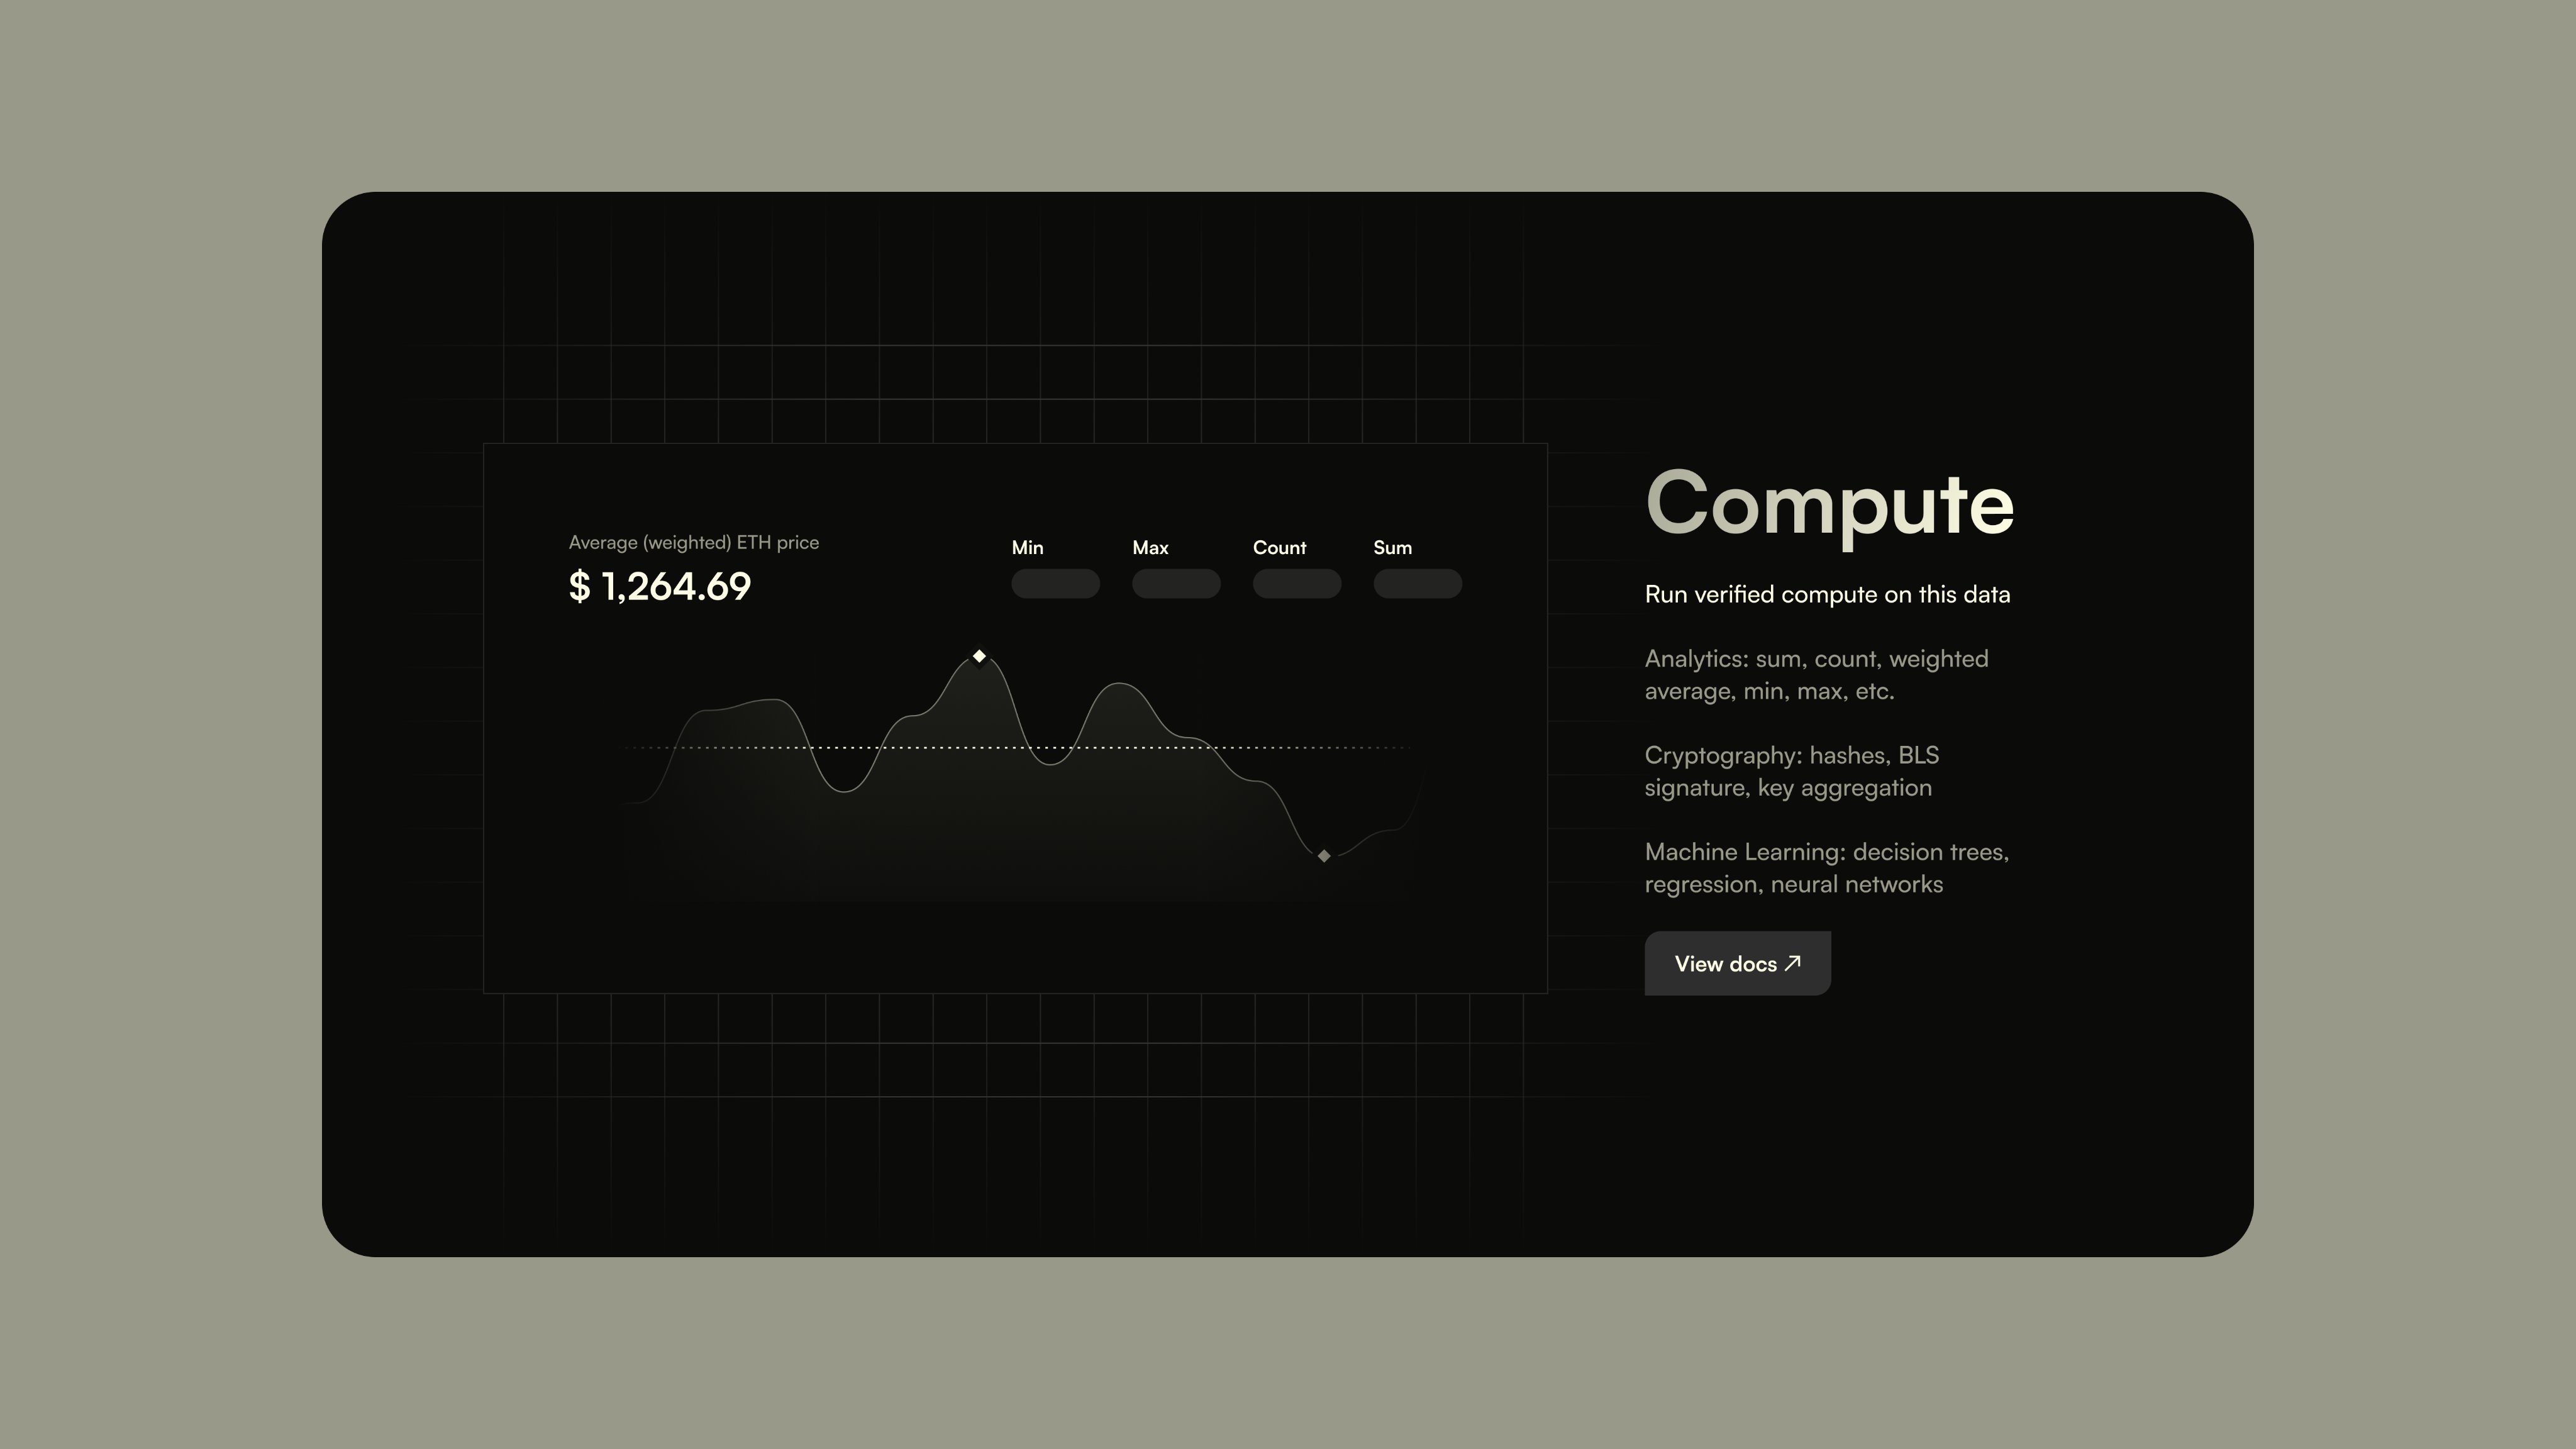 Average (weighted) ETH price
$ 1,264.69
Min
Max
Count
Sum
Compute
Run verified compute on this data
Analytics: sum, count, weighted
average, min, max, etc.
Cryptography: hashes, BLS
signature, key aggregation
Machine Learning: decision trees,
regression, neural networks
View docs ↗